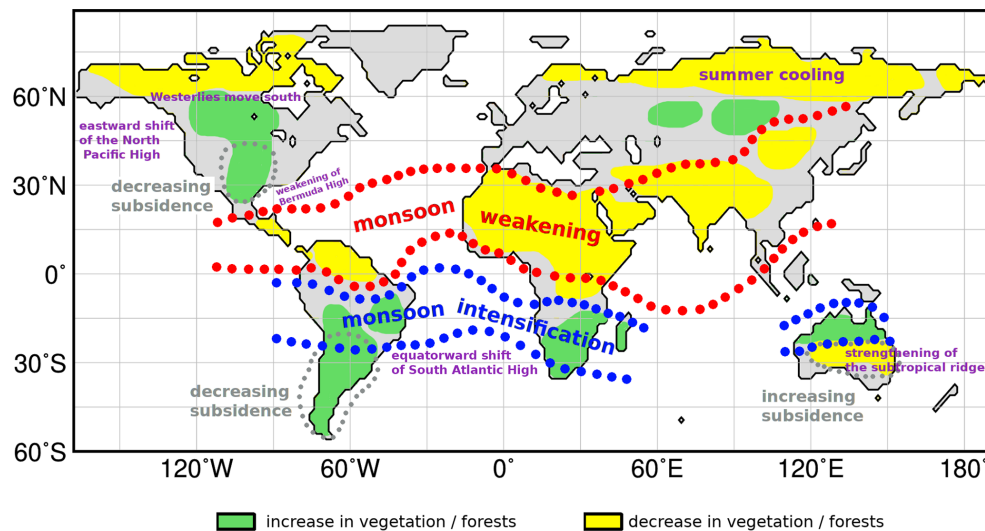 summer cooling
60°N
Westerlies move south
eastward shift
of the North
Pacific High
decreasing
subsidence
weakening of
Bermuda High
30°N
monsoon weakening
0°
monsoon intensification
equatorward shift
of South Atlantic High
strengthening of
the subtropical ridge
30°S
decreasing
subsidence
increasing
subsidence
60°S
120°W 60°W 0° 60°E 120°E 180°
increase in vegetation / forests decrease in vegetation / forests